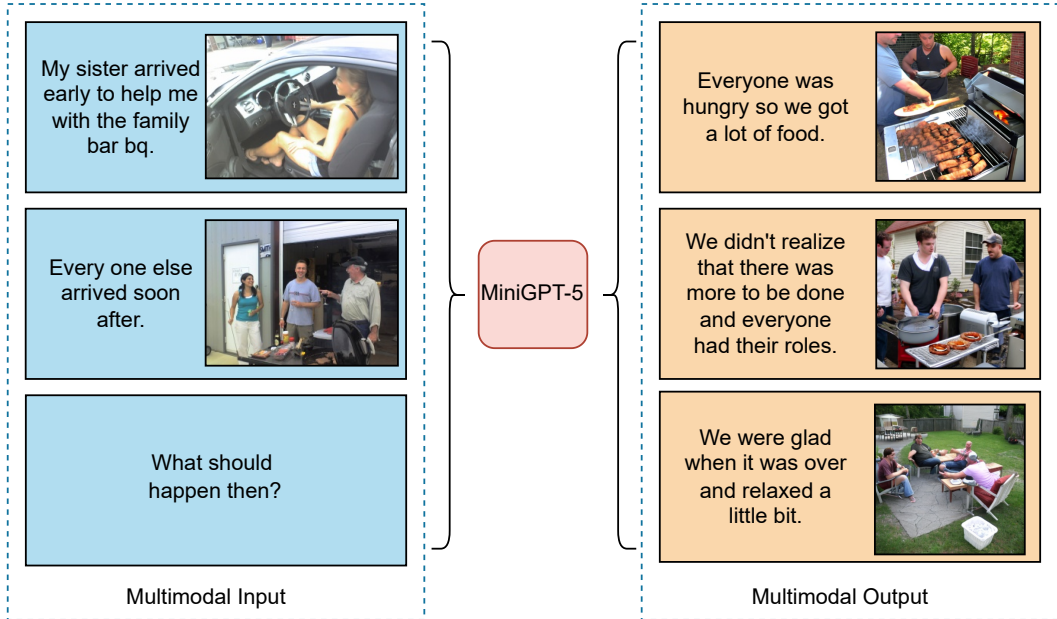 My sister arrived
early to help me
with the family
bar bq.
Every one else
arrived soon
after.
What should
happen then?
Multimodal Input
MiniGPT-5
Everyone was
hungry so we got
a lot of food.
We didn't realize
that there was
more to be done
and everyone
had their roles.
We were glad
when it was over
and relaxed a
little bit.
Multimodal Output